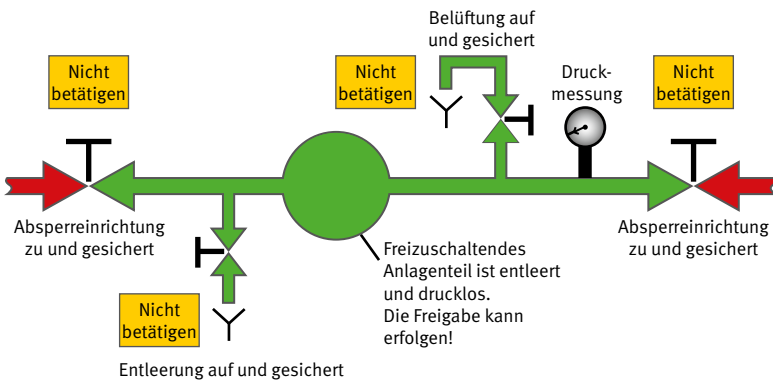 Belüftung auf
und gesichert
Nicht
betätigen
Nicht
betätigen
Druck-
messung
Nicht
betätigen
Absperreinrichtung
zu und gesichert
Absperreinrichtung
zu und gesichert
Freizuschaltendes
Anlagenteil ist entleert
und drucklos.
Die Freigabe kann
erfolgen!
Nicht
betätigen
Entleerung auf und gesichert